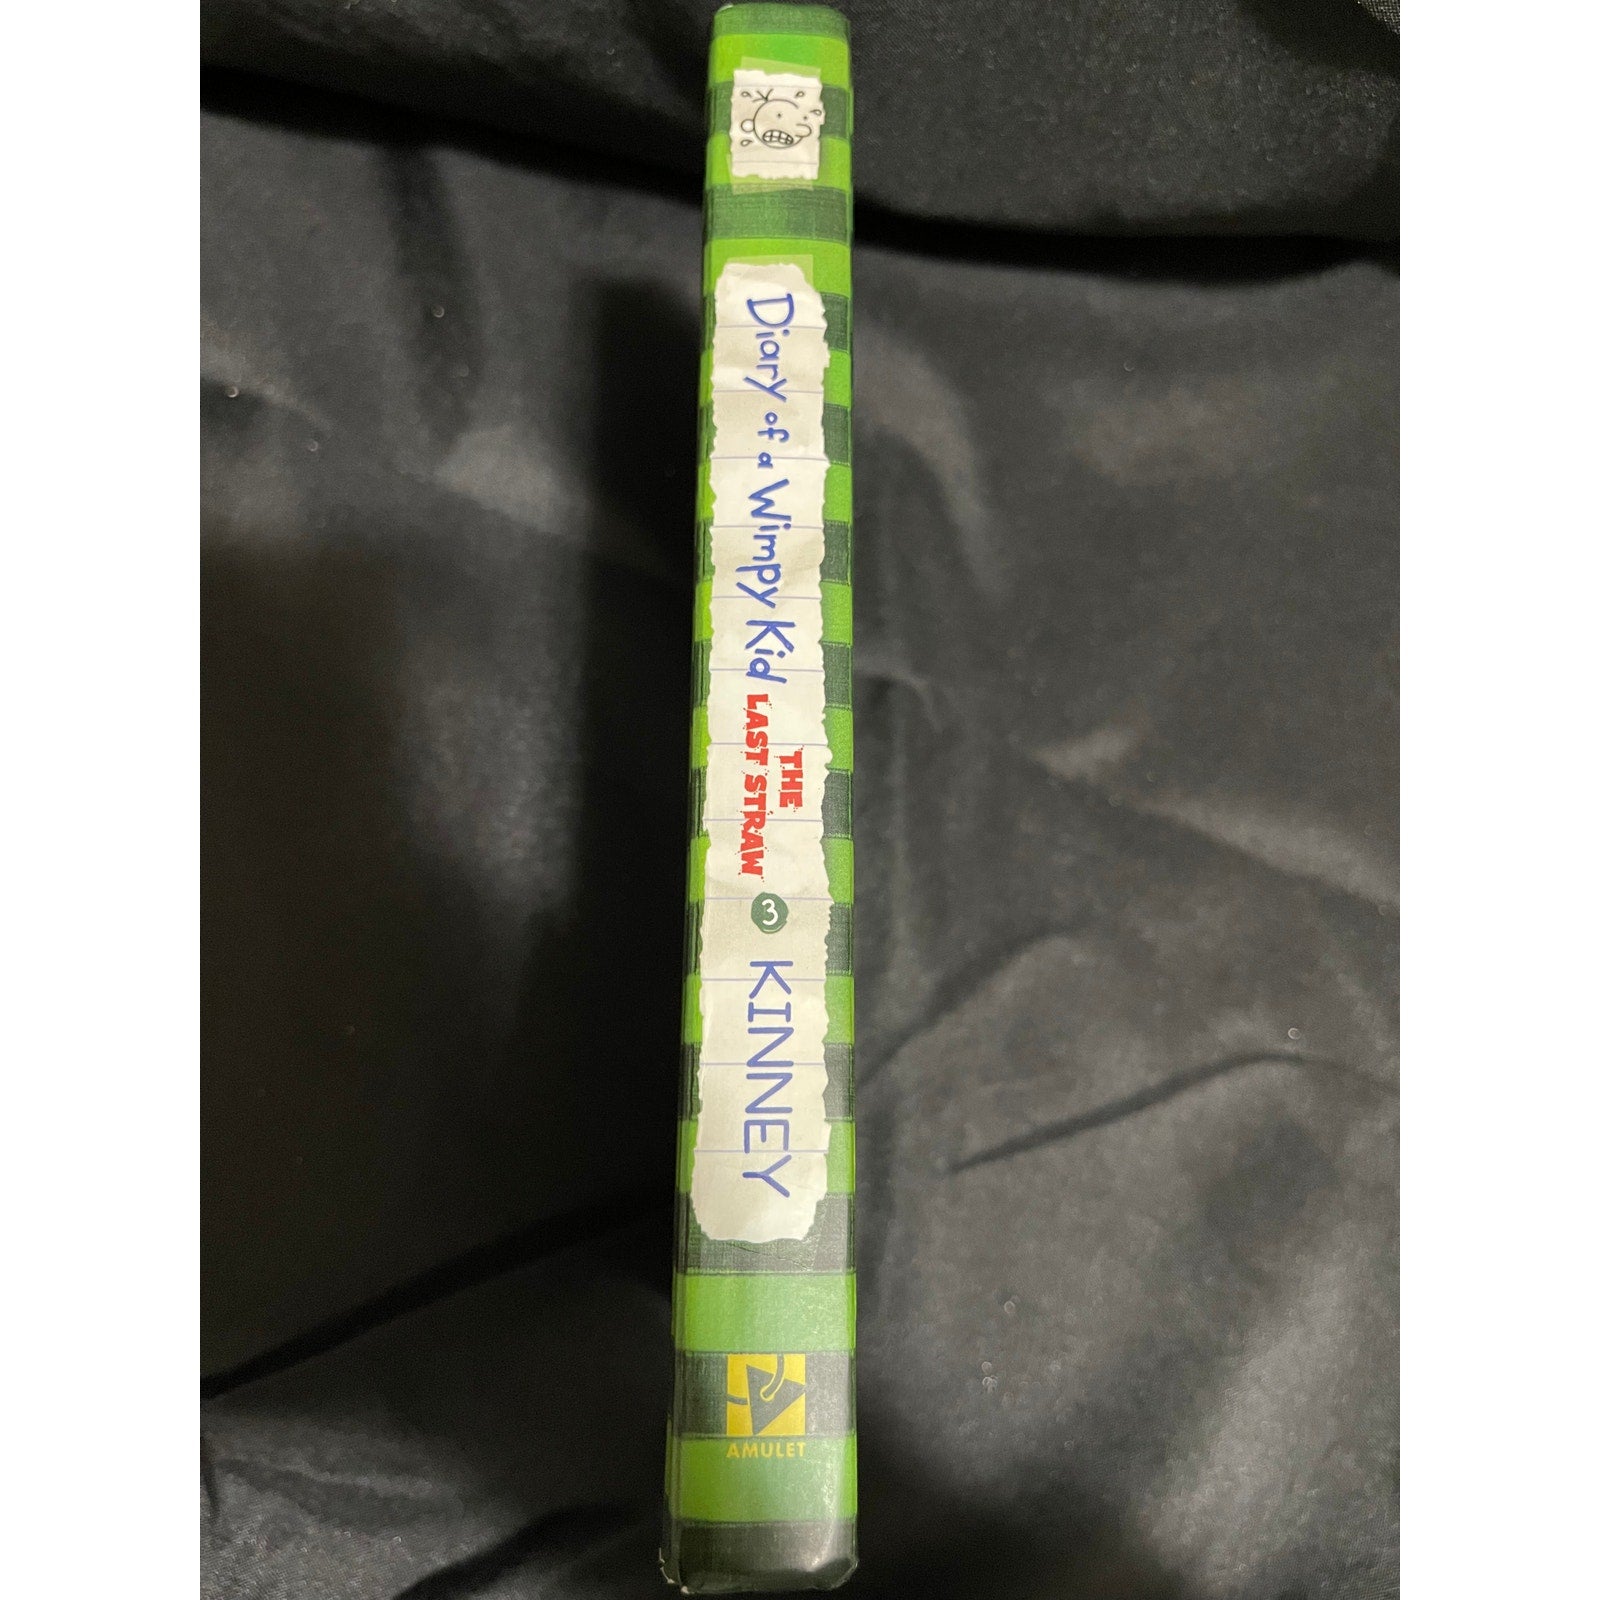 Diary of a Wimpy Kid
THE
LAST STRAW
3
KINNEY
AMULET